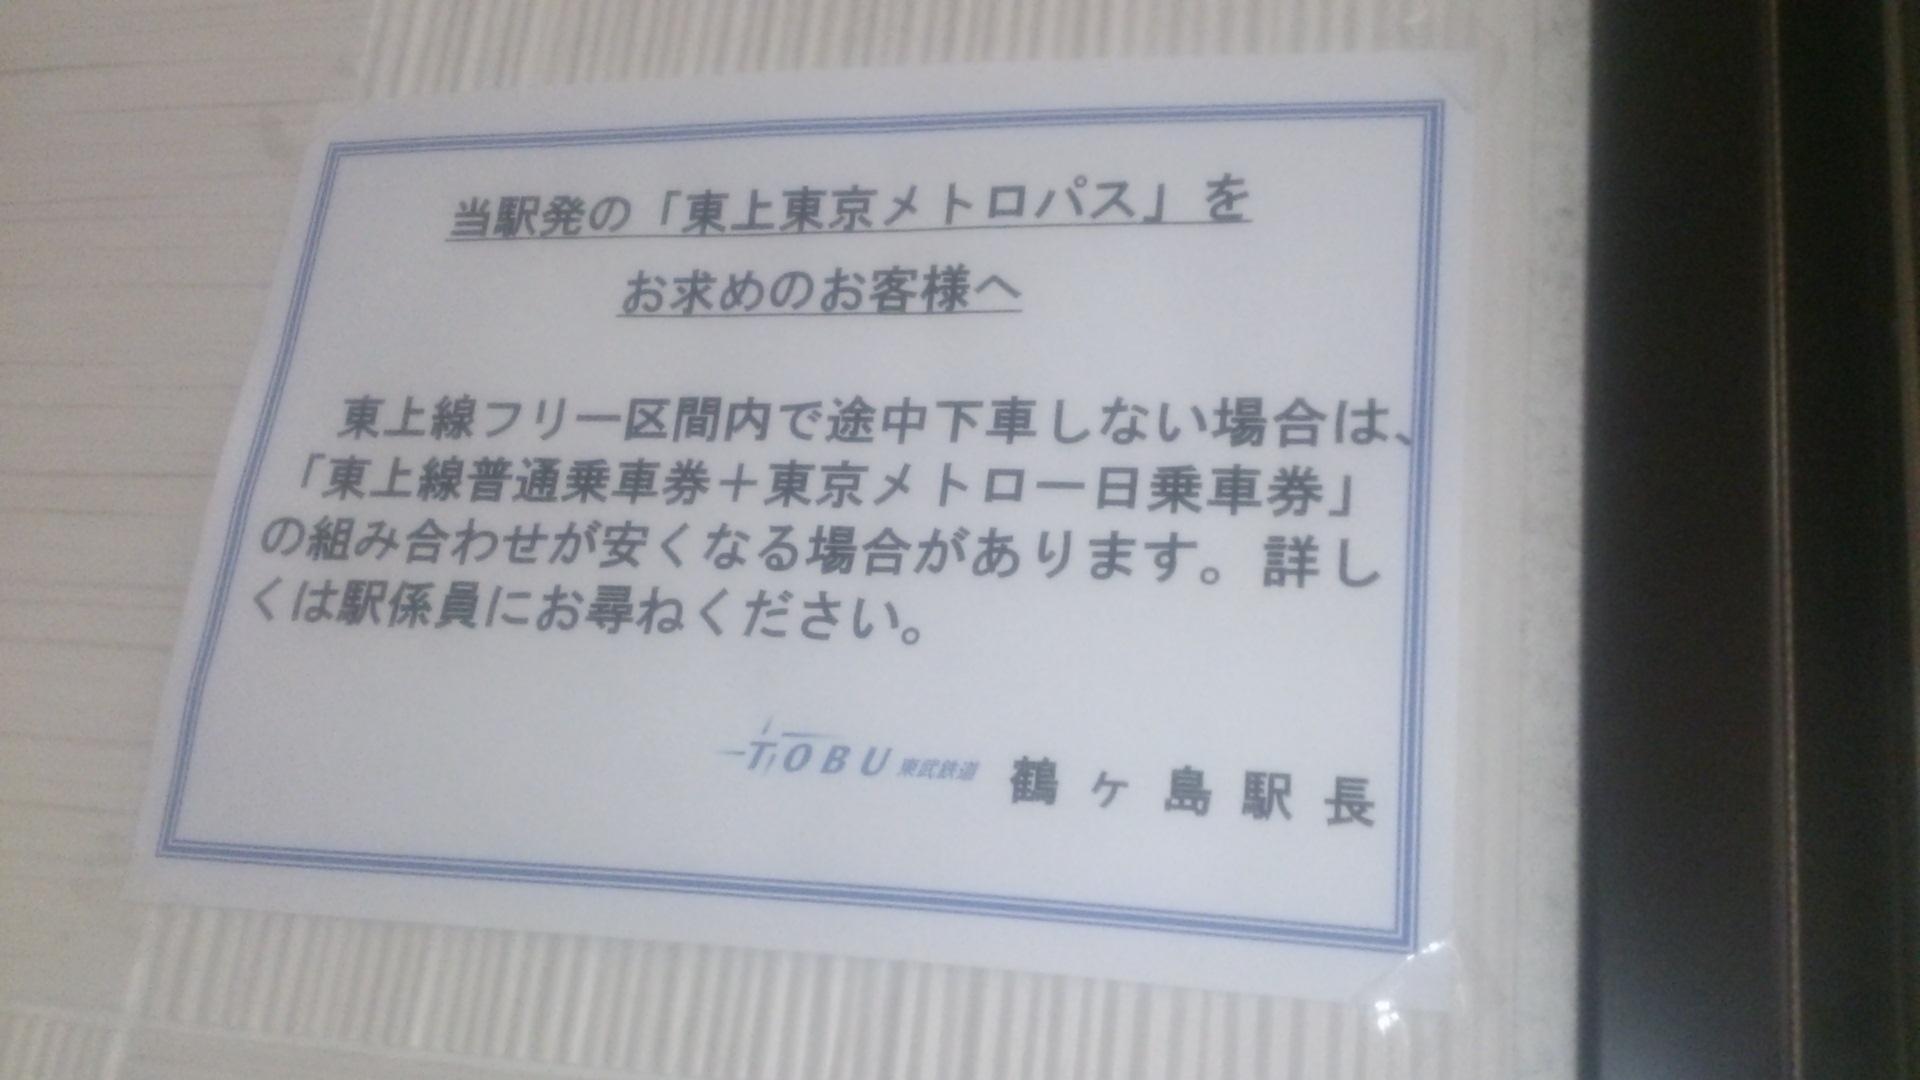 当駅発の「東上東京メトロパス」を
お求めのお客様へ
東上線フリー区間内で途中下車しない場合は、
「東上線普通乗車券＋東京メトロ一日乗車券」
の組み合わせが安くなる場合があります。詳し
くは駅係員にお尋ねください。
TOBU 東武鉄道 鶴ヶ島駅長